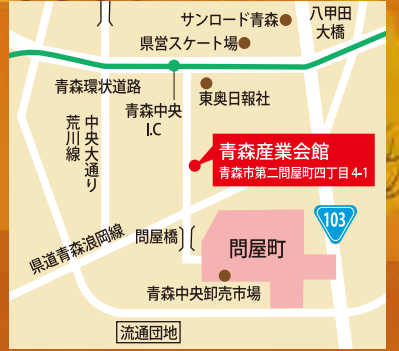 サンロード青森
八甲田
大橋
県営スケート場
青森環状道路
東奥日報社
青森中央
I.C
中央大通り
荒川線
青森産業会館
青森市第二問屋町四丁目4-1
103
県道青森浪岡線
問屋橋
問屋町
青森中央卸売市場
流通団地